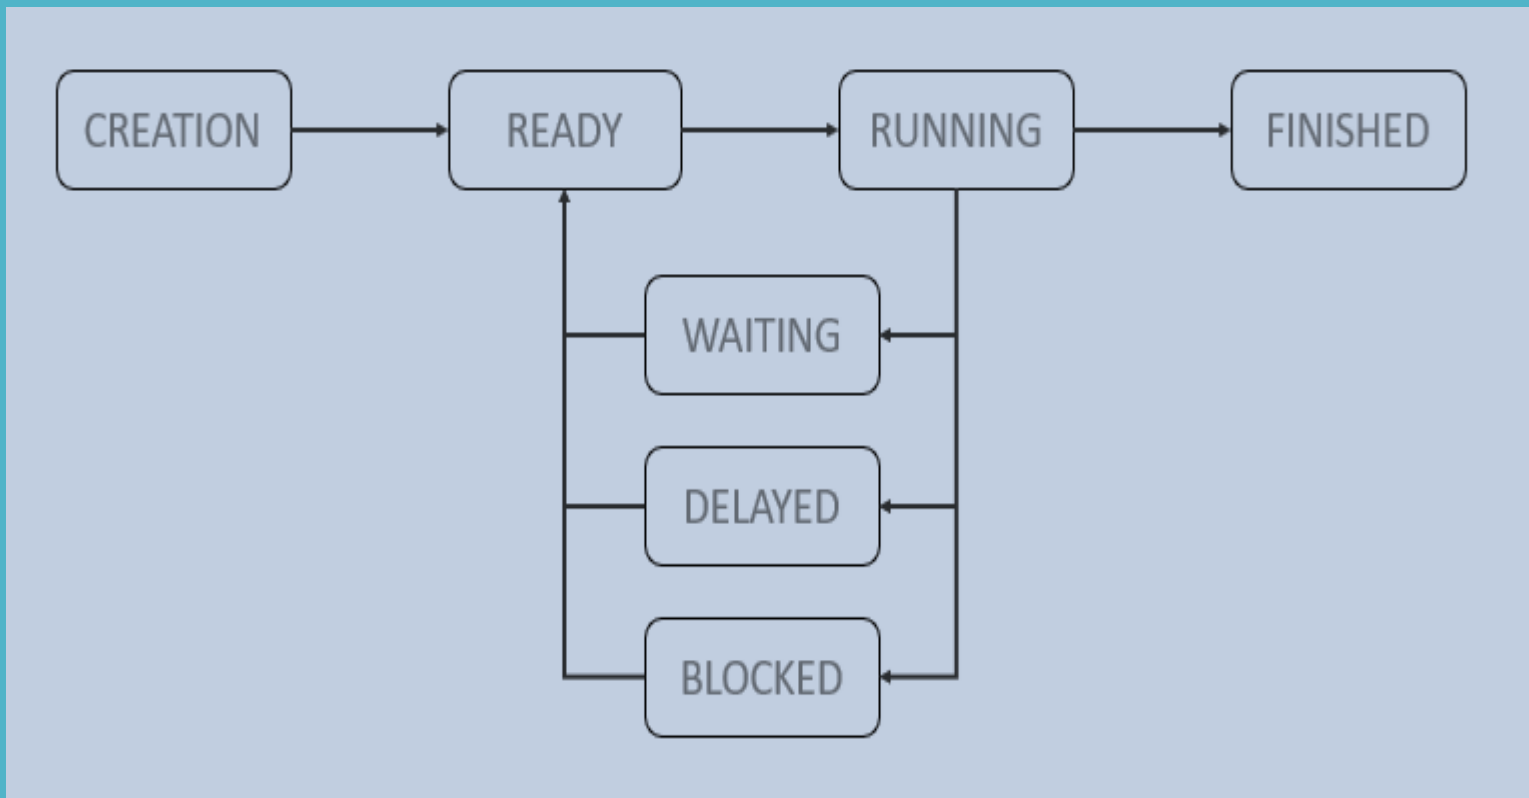 CREATION
READY
RUNNING
FINISHED
WAITING
DELAYED
BLOCKED